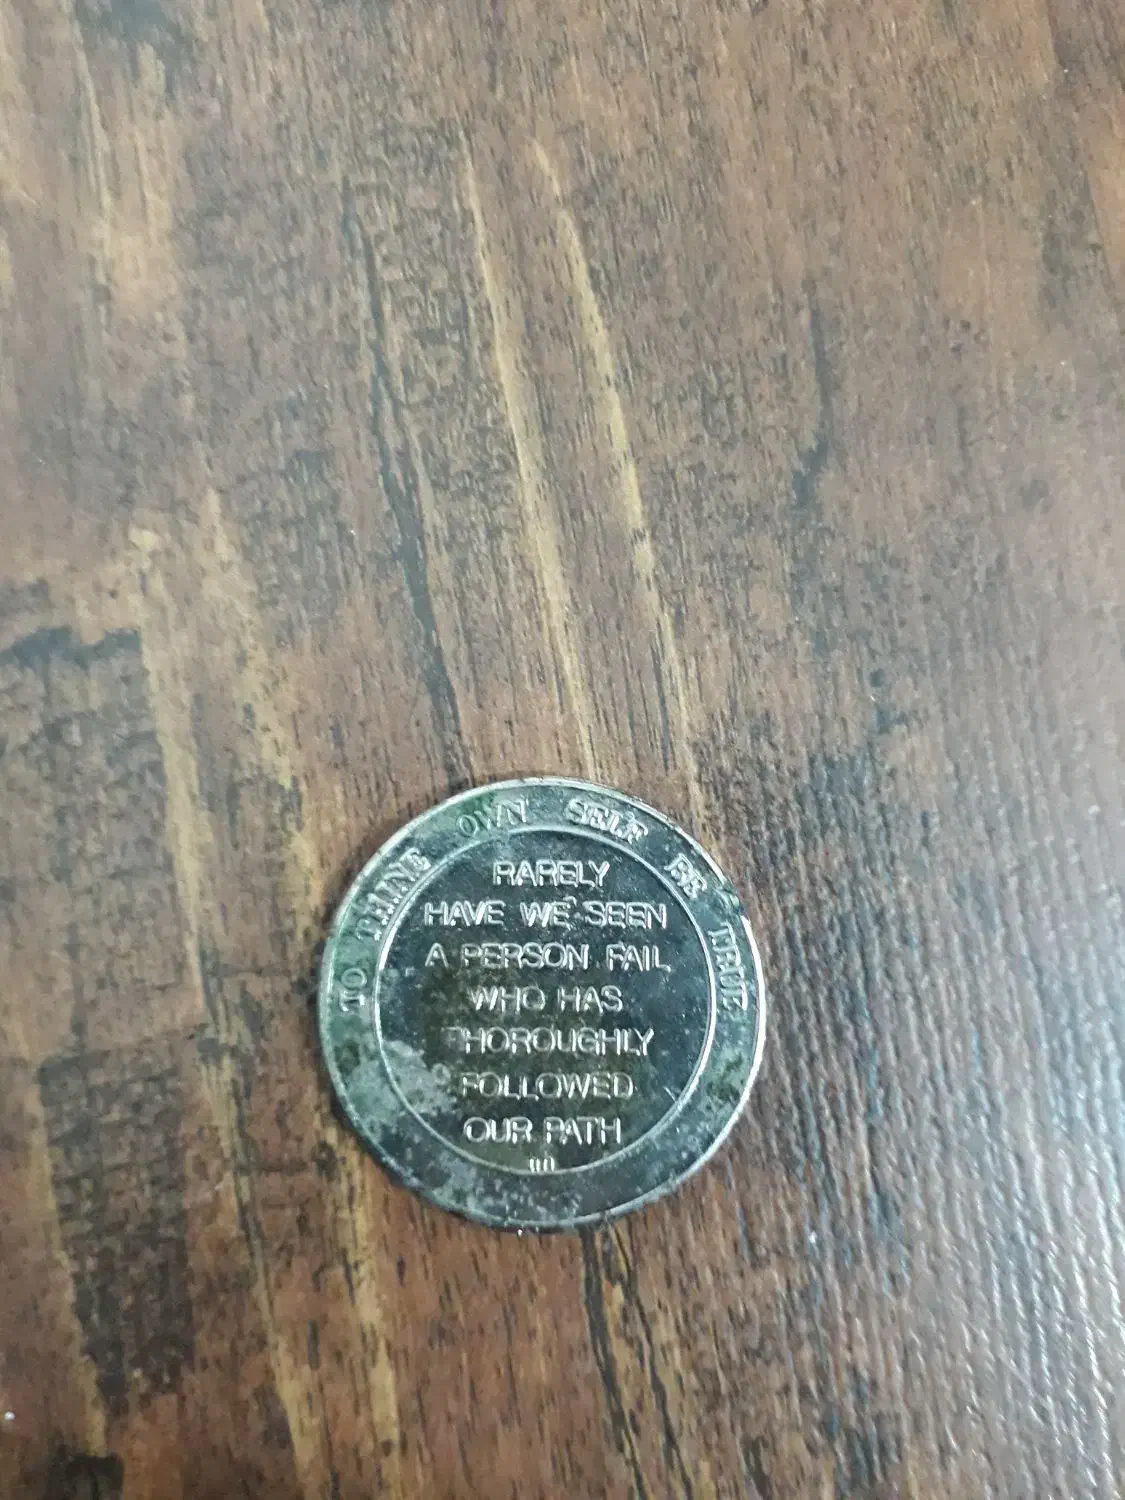 TO THINE OWN SELF BE TRUE
RARELY
HAVE WE SEEN
A PERSON FAIL
WHO HAS
THOROUGHLY
FOLLOWED
OUR PATH